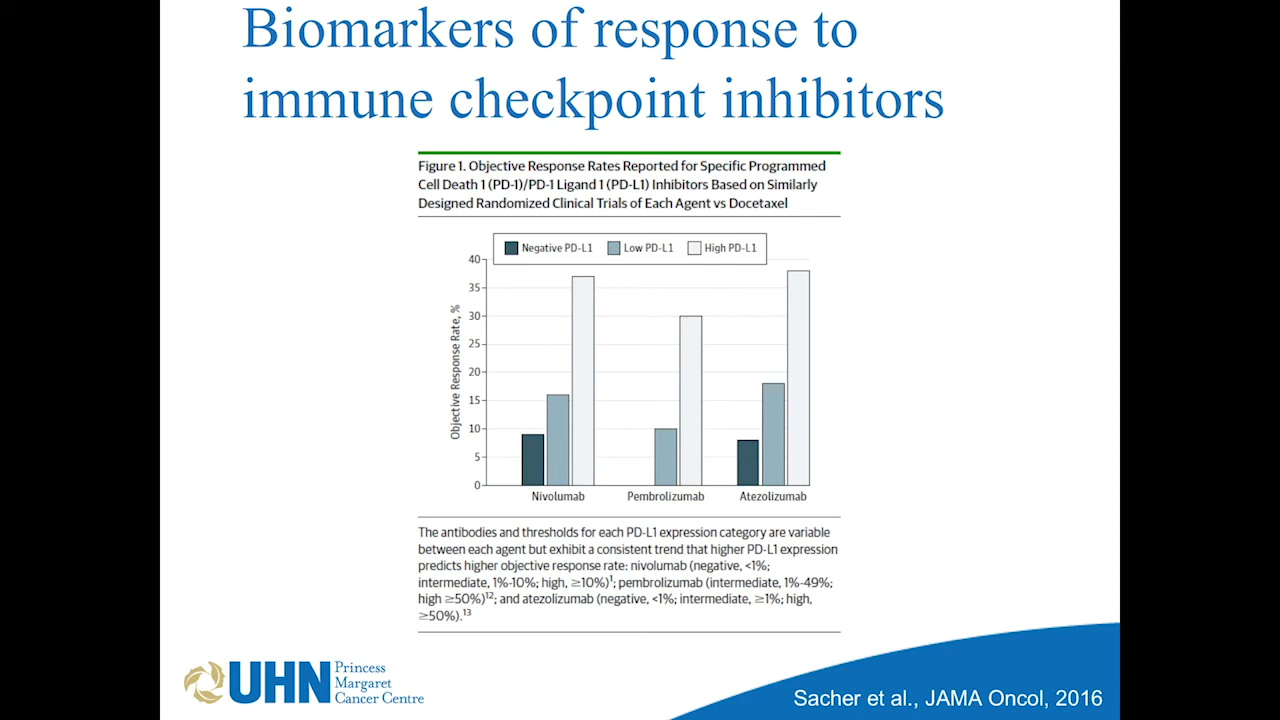 Biomarkers of response to
immune checkpoint inhibitors
Figure 1. Objective Response Rates Reported for Specific Programmed
Cell Death 1 (PD-1)/PD-1 Ligand 1 (PD-L1) Inhibitors Based on Similarly
Designed Randomized Clinical Trials of Each Agent vs Docetaxel
Negative PD-L1 Low PD-L1 High PD-L1
Objective Response Rate, %
40
35
30
25
20
15
10
5
0
Nivolumab Pembrolizumab Atezolizumab
The antibodies and thresholds for each PD-L1 expression category are variable
between each agent but exhibit a consistent trend that higher PD-L1 expression
predicts higher objective response rate: nivolumab (negative, <1%;
intermediate, 1%-10%; high, ≥10%)¹; pembrolizumab (intermediate, 1%-49%;
high ≥50%)¹²; and atezolizumab (negative, <1%; intermediate, ≥1%; high,
≥50%).¹³
UHN Princess
Margaret
Cancer Centre
Sacher et al., JAMA Oncol, 2016